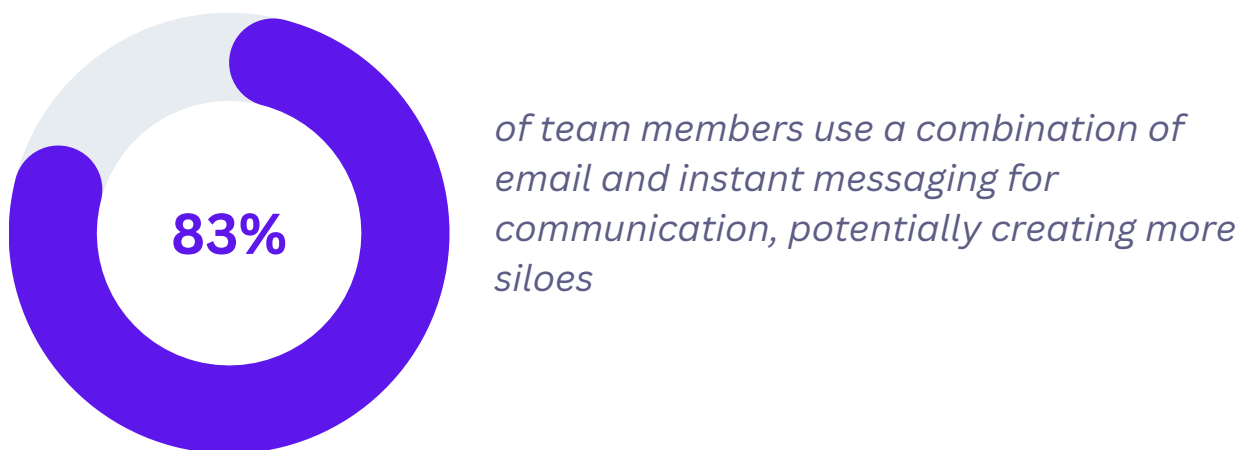 83%
of team members use a combination of
email and instant messaging for
communication, potentially creating more
siloes